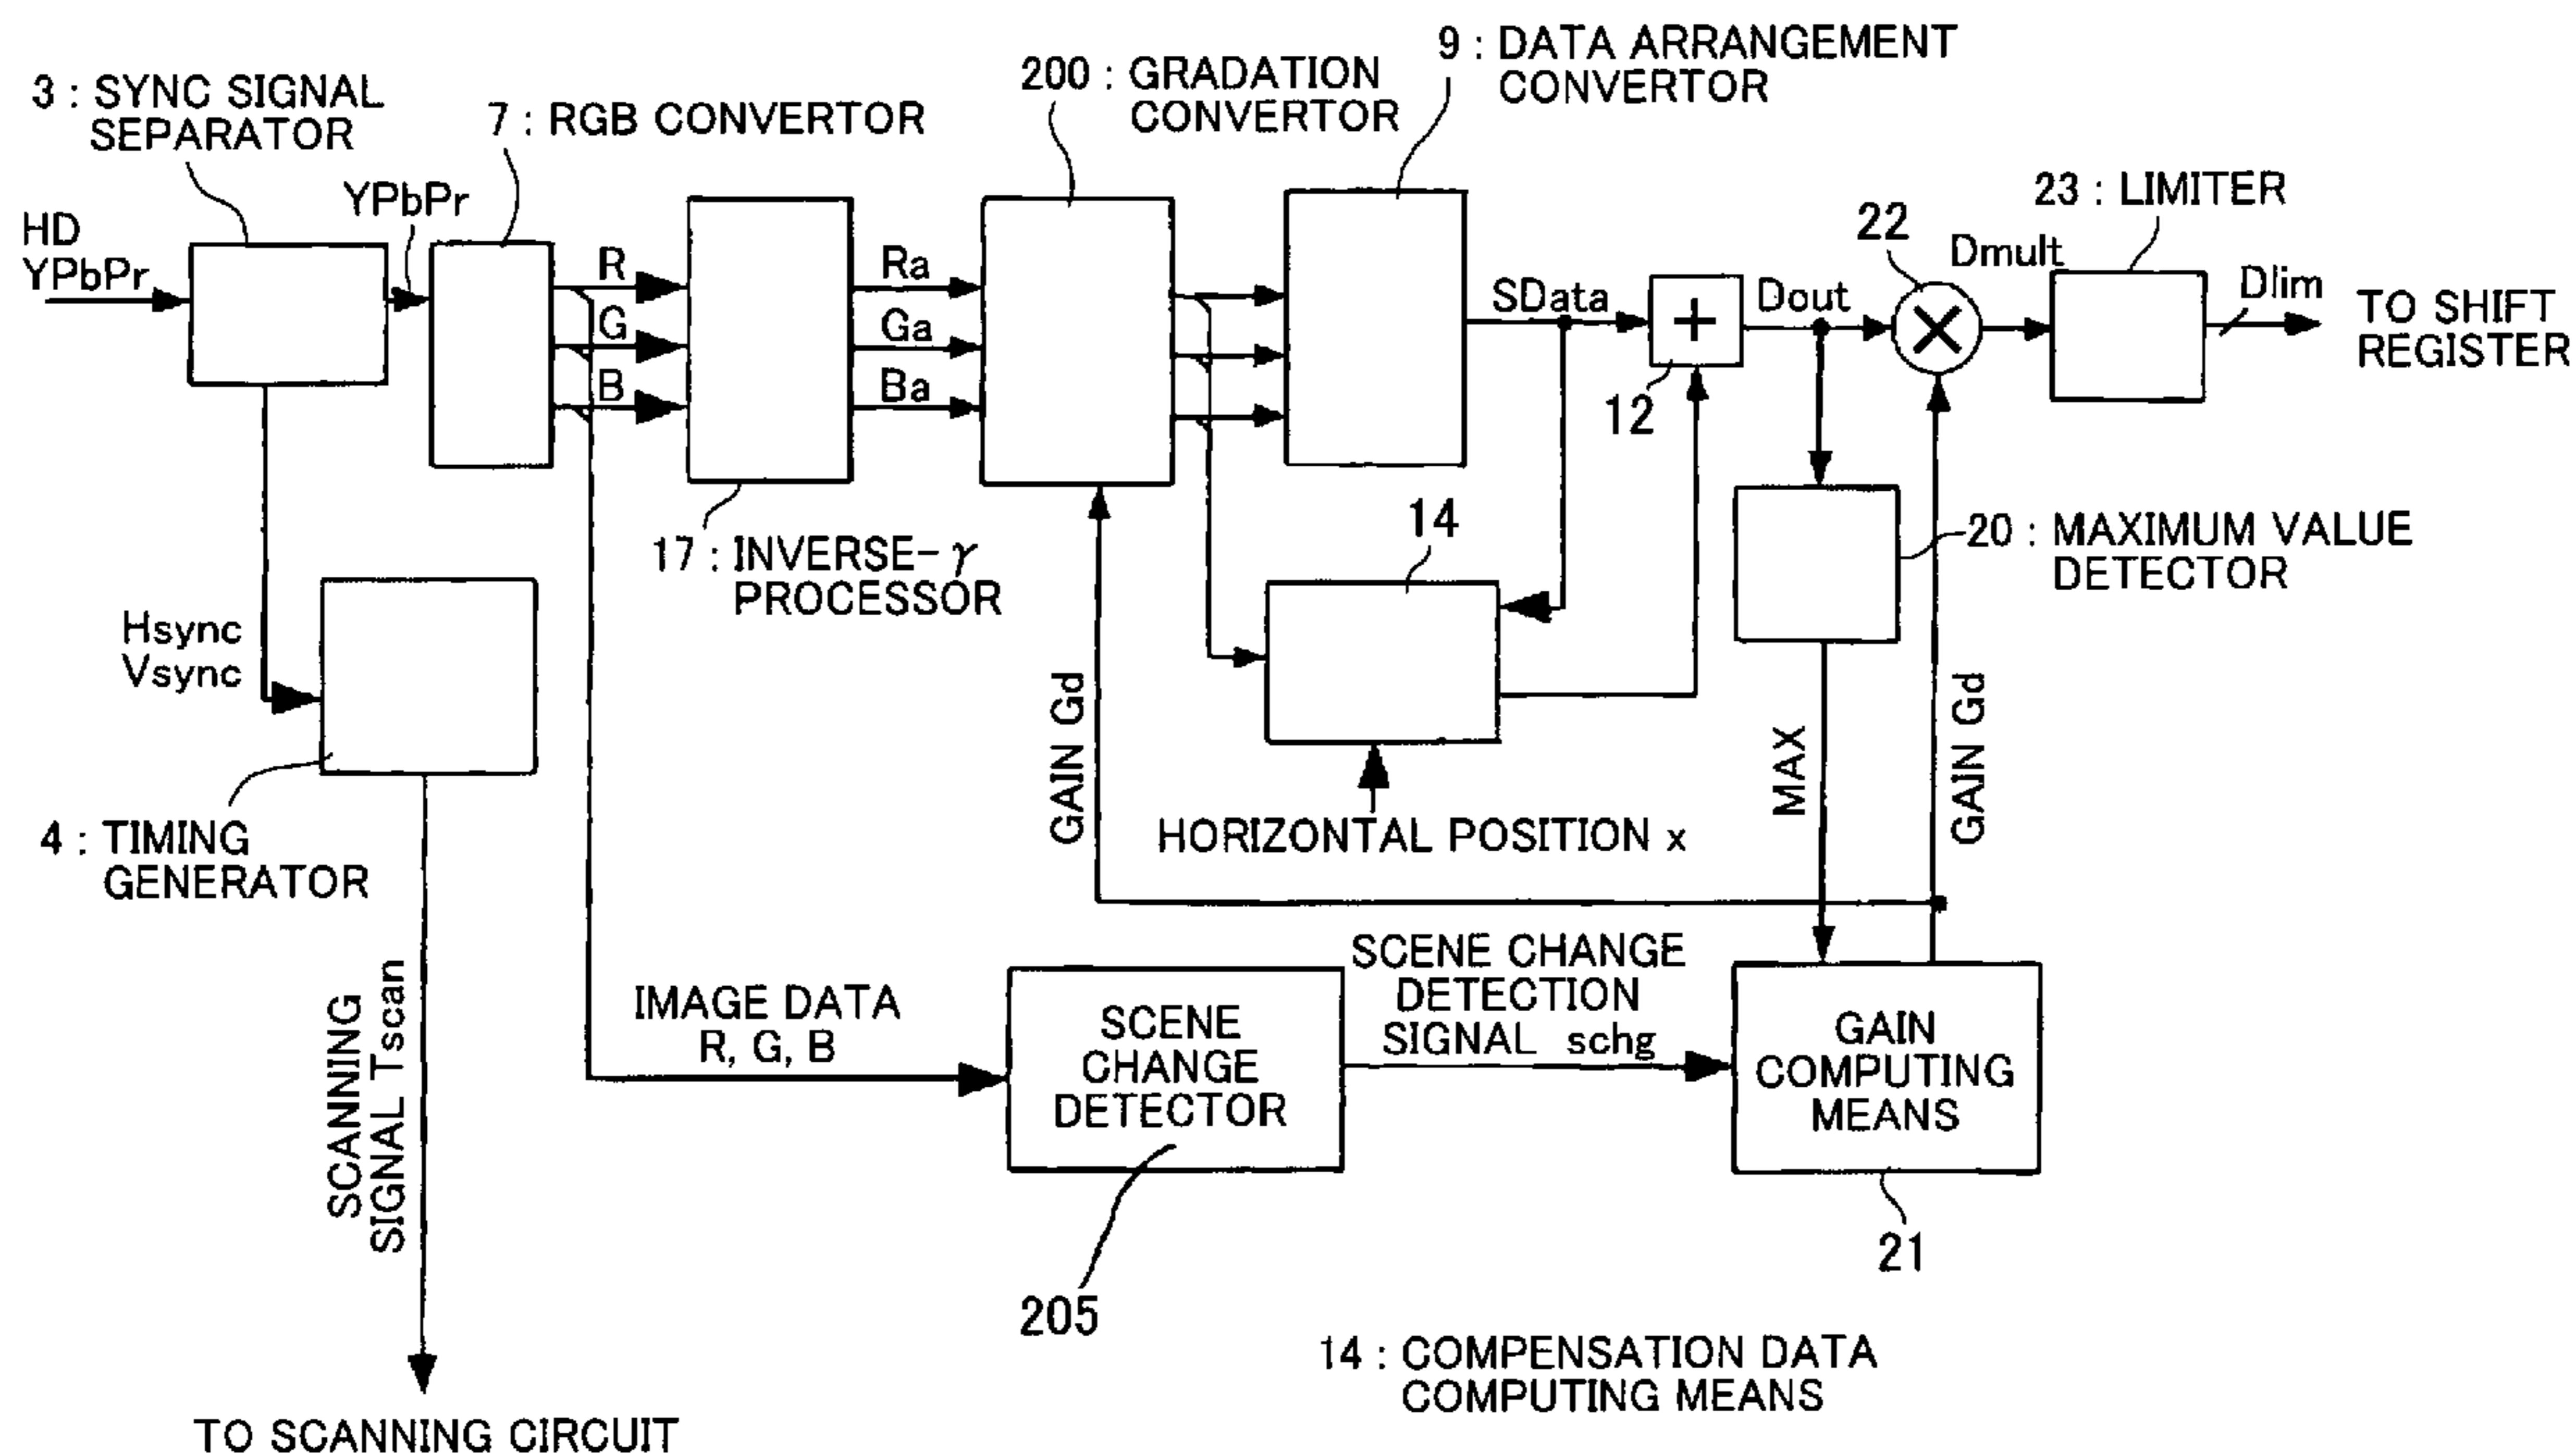 3 : SYNC SIGNAL
SEPARATOR
7 : RGB CONVERTOR
200 : GRADATION
CONVERTOR
9 : DATA ARRANGEMENT
CONVERTOR
HD
YPbPr
YPbPr
R
G
B
Ra
Ga
Ba
SData
+
12
Dout
22
×
Dmult
23 : LIMITER
Dlim
TO SHIFT
REGISTER
17 : INVERSE-γ
PROCESSOR
14
20 : MAXIMUM VALUE
DETECTOR
Hsync
Vsync
4 : TIMING
GENERATOR
GAIN Gd
HORIZONTAL POSITION x
MAX
GAIN Gd
SCANNING
SIGNAL Tscan
IMAGE DATA
R, G, B
SCENE
CHANGE
DETECTOR
205
SCENE CHANGE
DETECTION
SIGNAL schg
GAIN
COMPUTING
MEANS
21
14 : COMPENSATION DATA
COMPUTING MEANS
TO SCANNING CIRCUIT